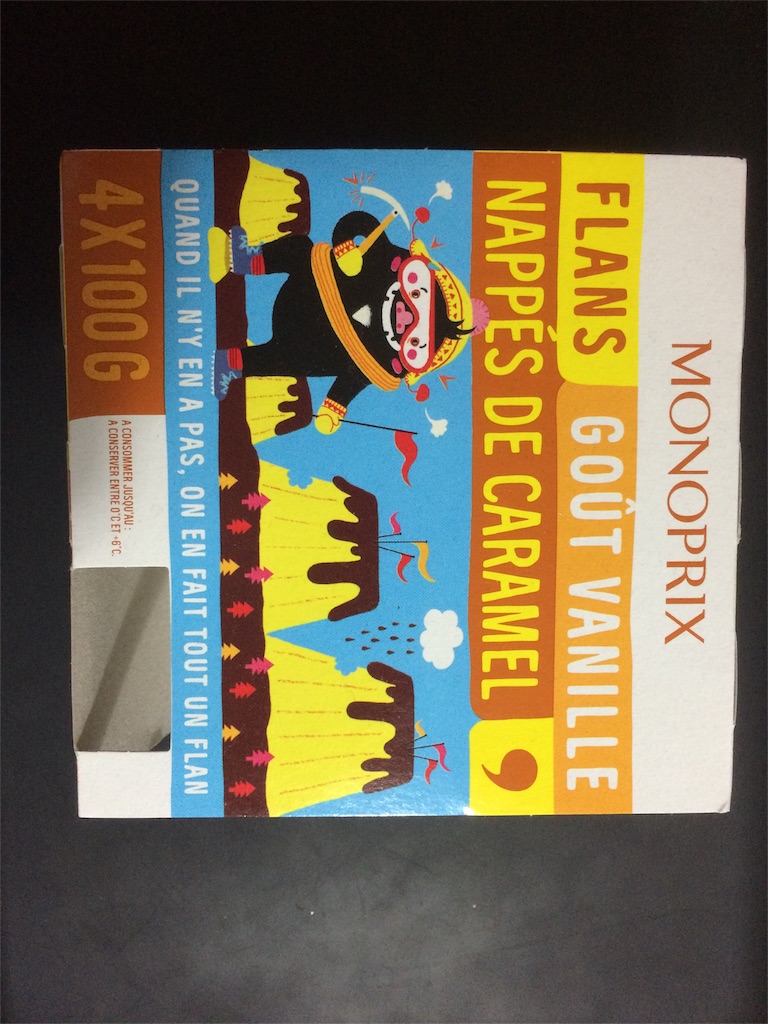 MONOPRIX
FLANS GOÛT VANILLE
NAPPÉS DE CARAMEL
QUAND IL N'Y EN A PAS, ON EN FAIT TOUT UN FLAN
4 X 100 G
A CONSOMMER JUSQU'AU :
A CONSERVER ENTRE 0°C ET +6°C.